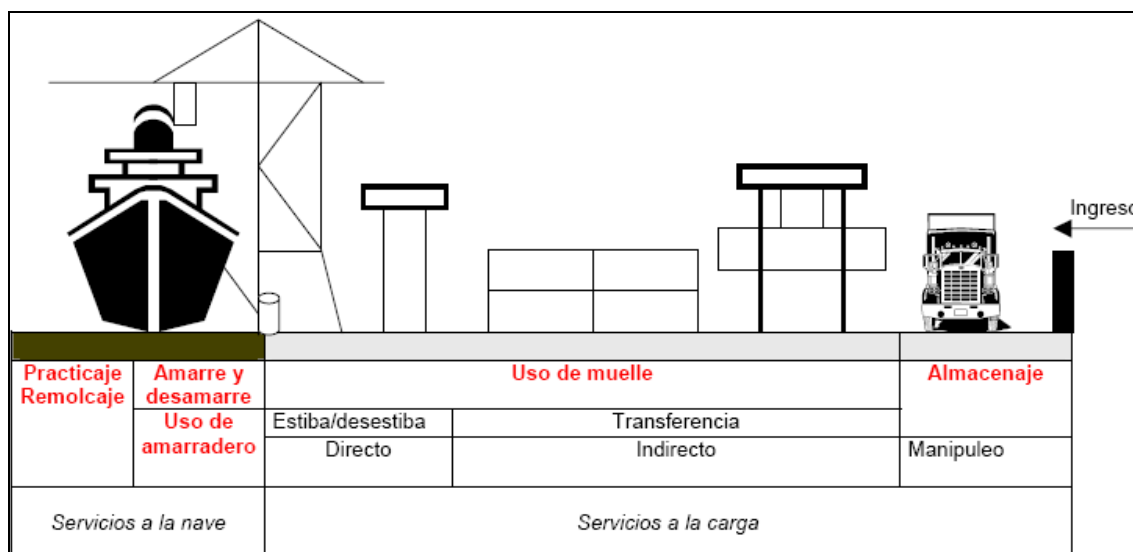 Ingreso
Practicaje
Remolcaje
Amarre y
desamarre
Uso de
amarradero
Uso de muelle
Almacenaje
Estiba/desestiba
Transferencia
Directo
Indirecto
Manipuleo
Servicios a la nave
Servicios a la carga